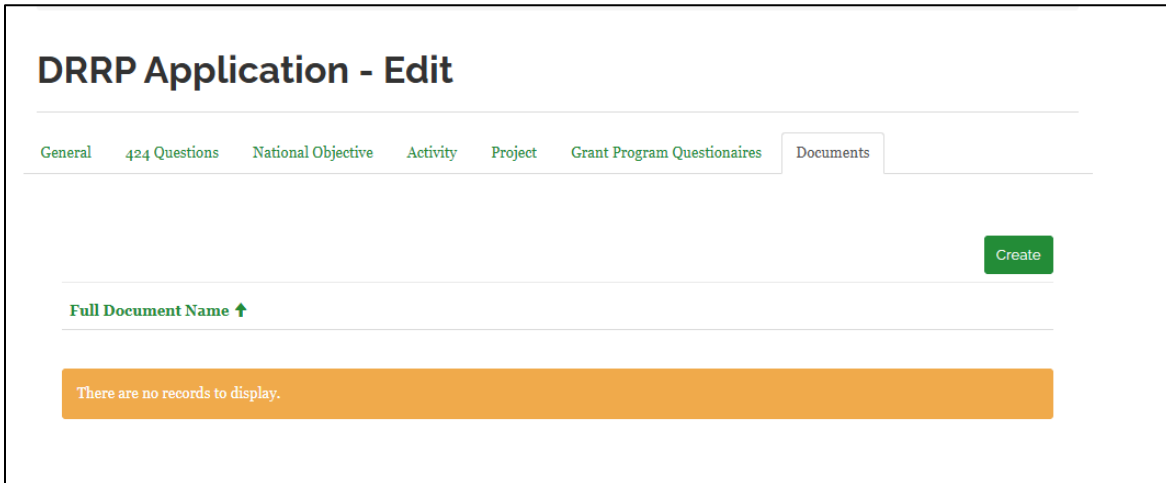 DRRP Application - Edit
General 424 Questions National Objective Activity Project Grant Program Questionaires Documents
Create
Full Document Name
There are no records to display.